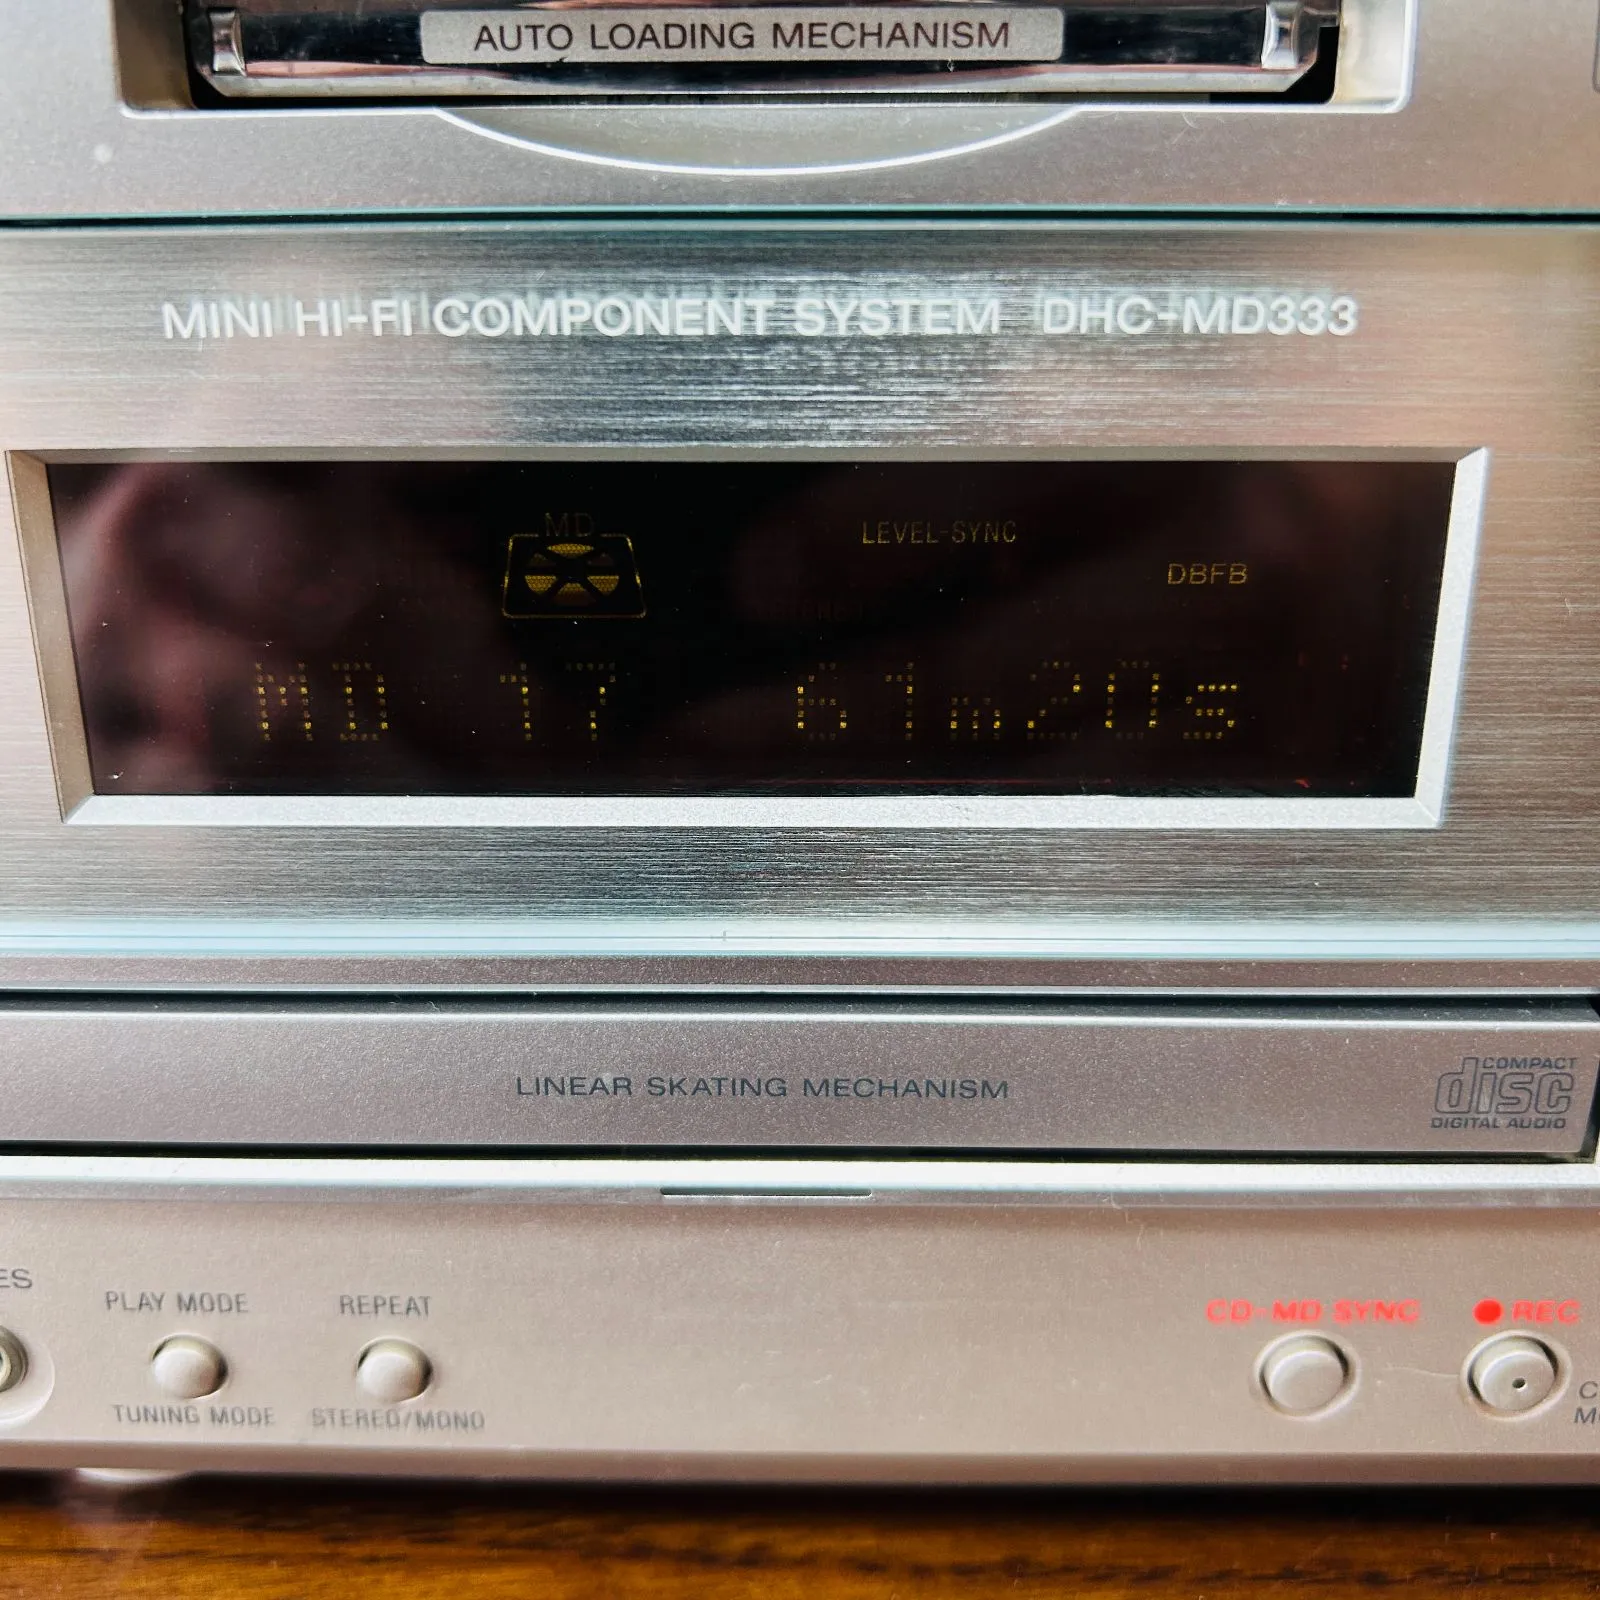 AUTO LOADING MECHANISM
MINI HI-FI COMPONENT SYSTEM DHC-MD333
MD
LEVEL-SYNC
DBFB
MD 17 61m20s
LINEAR SKATING MECHANISM
COMPACT
disc
DIGITAL AUDIO
ES
PLAY MODE
REPEAT
CD-MD SYNC
REC
TUNING MODE
STEREO/MONO